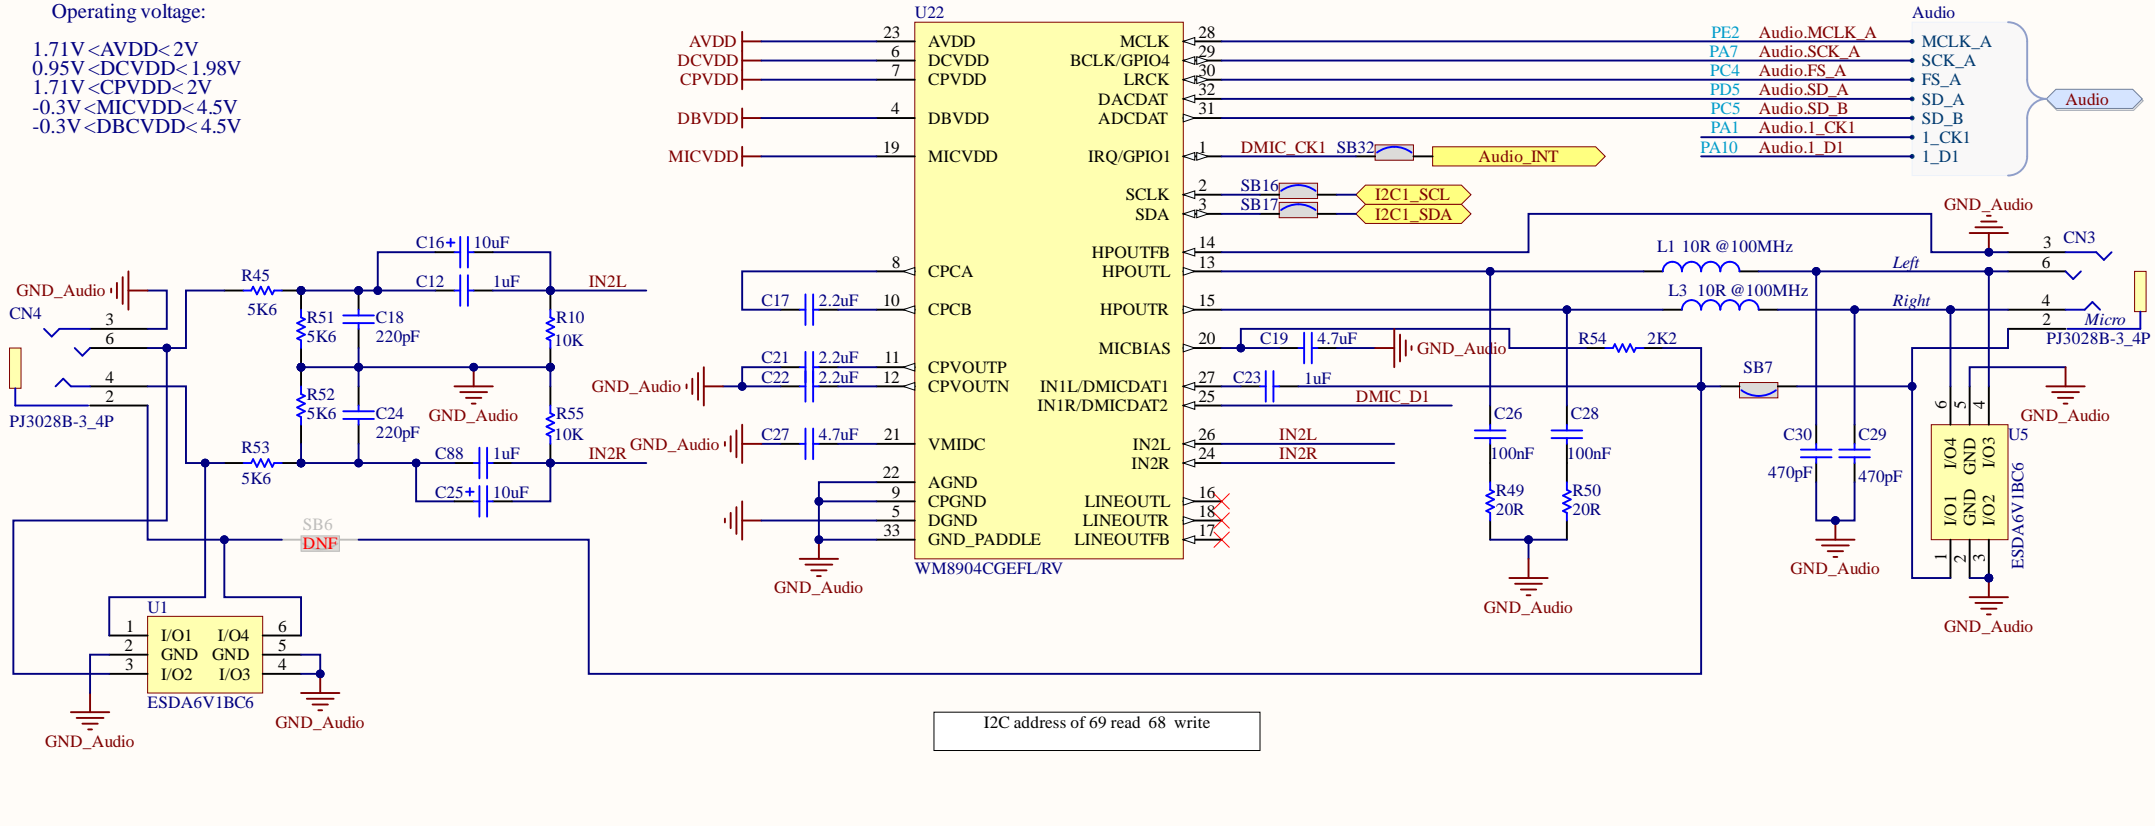 Operating voltage:
1.71V<AVDD<2V
0.95V<DCVDD<1.98V
1.71V<CPVDD<2V
-0.3V<MICVDD<4.5V
-0.3V<DBCVDD<4.5V
U22
AVDD 23 AVDD MCLK 28 PE2 Audio.MCLK_A MCLK_A
DCVDD 6 DCVDD BCLK/GPIO4 29 PA7 Audio.SCK_A SCK_A
CPVDD 7 CPVDD LRCK 30 PC4 Audio.FS_A FS_A
DACDAT 32 PD5 Audio.SD_A SD_A
DBVDD 4 DBVDD ADCDAT 31 PC5 Audio.SD_B SD_B
PA1 Audio.1_CK1 1_CK1
PA10 Audio.1_D1 1_D1
Audio
Audio
MICVDD 19 MICVDD IRQ/GPIO1 1 DMIC_CK1 SB32 Audio_INT
SCLK 2 SB16 I2C1_SCL
SDA 3 SB17 I2C1_SDA
HPOUTFB 14
8 CPCA HPOUTL 13 L1 10R @100MHz Left
C17 2.2uF 10 CPCB HPOUTR 15 L3 10R @100MHz Right
MICBIAS 20 C19 4.7uF GND_Audio R54 2K2
C21 2.2uF 11 CPVOUTP
GND_Audio C22 2.2uF 12 CPVOUTN IN1L/DMICDAT1 27 C23 1uF SB7
IN1R/DMICDAT2 25 DMIC_D1
GND_Audio C27 4.7uF 21 VMIDC IN2L 26 IN2L
IN2R 24 IN2R
22 AGND
9 CPGND LINEOUTL 16
5 DGND LINEOUTR 18
33 GND_PADDLE LINEOUTFB 17
GND_Audio
WM8904CGEFL/RV
GND_Audio
CN4
3
6
4
2
PJ3028B-3_4P
R45
5K6
R51
5K6
C18
220pF
C16+ 10uF
C12 1uF
IN2L
R10
10K
GND_Audio
R52
5K6
C24
220pF
R55
10K
R53
5K6
C88 1uF
IN2R
C25+ 10uF
SB6
DNF
U1
1 I/O1 I/O4 6
2 GND GND 5
3 I/O2 I/O3 4
ESDA6V1BC6
GND_Audio
GND_Audio
C26
100nF
C28
100nF
R49
20R
R50
20R
GND_Audio
C30
470pF
C29
470pF
GND_Audio
GND_Audio
3 CN3
6
4
2 Micro
PJ3028B-3_4P
GND_Audio
6 5 4
U5
I/O4 GND I/O3
I/O1 GND I/O2
ESDA6V1BC6
1 2 3
GND_Audio
I2C address of 69 read 68 write